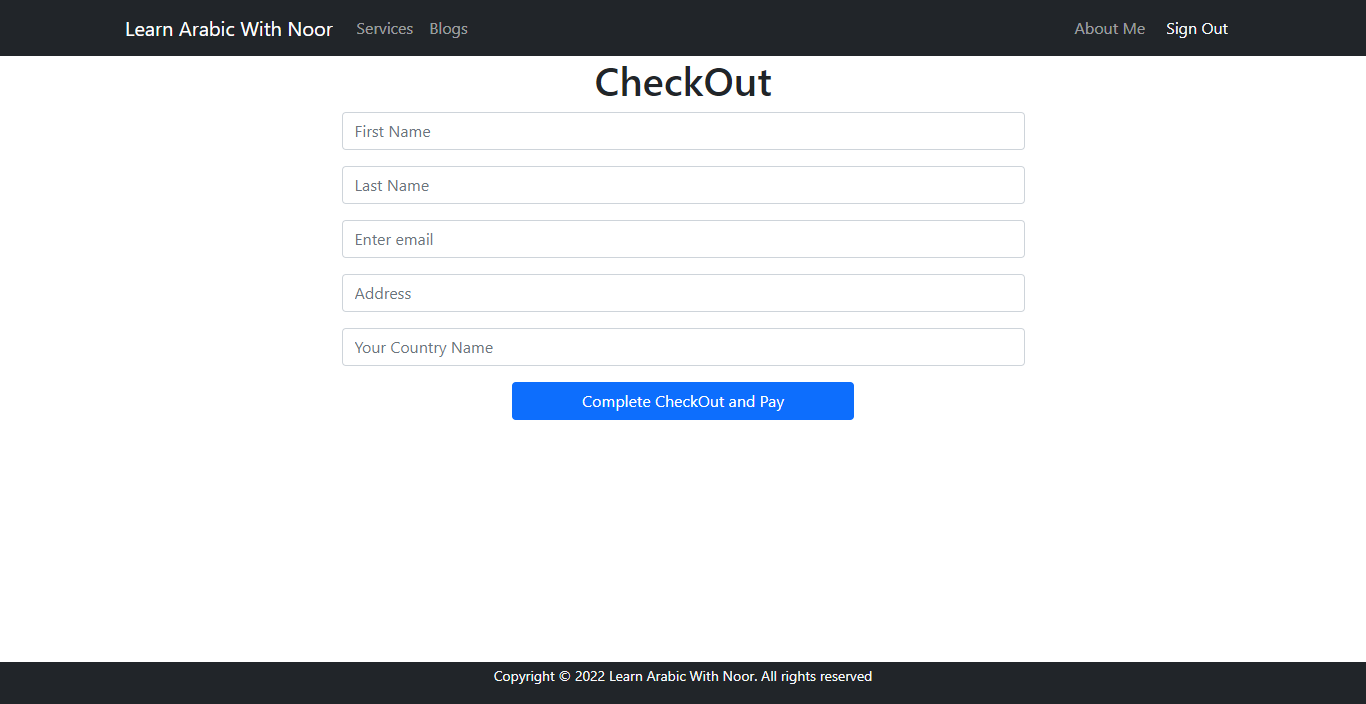 Learn Arabic With Noor Services Blogs About Me Sign Out
CheckOut
First Name
Last Name
Enter email
Address
Your Country Name
Complete CheckOut and Pay
Copyright © 2022 Learn Arabic With Noor. All rights reserved